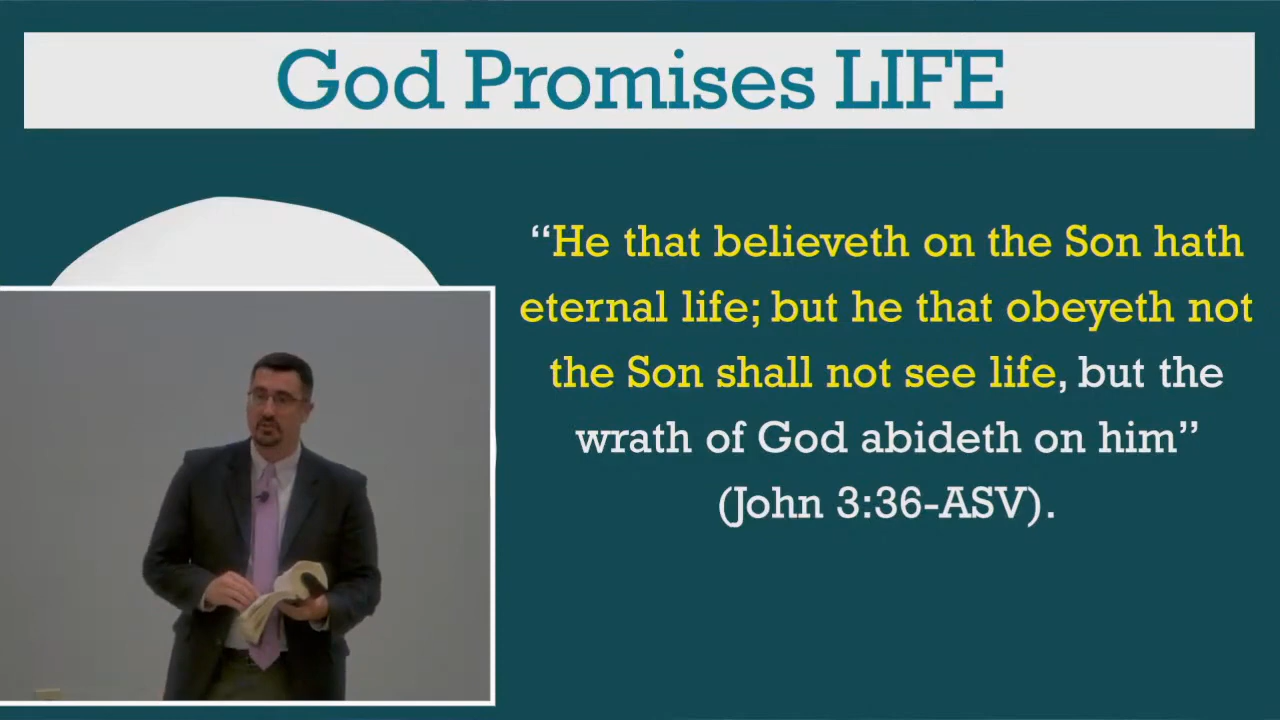 God Promises LIFE
“He that believeth on the Son hath
eternal life; but he that obeyeth not
the Son shall not see life, but the
wrath of God abideth on him”
(John 3:36-ASV).